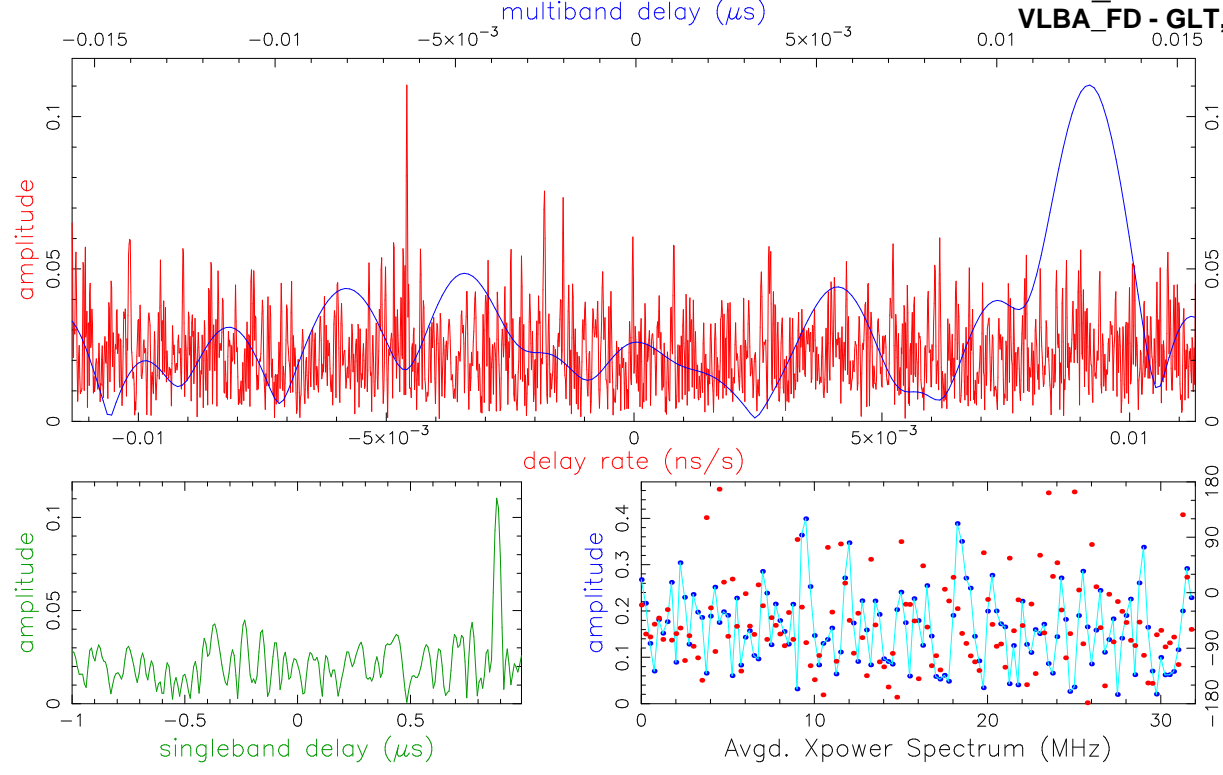 multiband delay (μs)
VLBA_FD - GLT,
−0.015 −0.01 −5×10⁻³ 0 5×10⁻³ 0.01 0.015
amplitude
0.1 0.1
0.05 0.05
0 0
−0.01 −5×10⁻³ 0 5×10⁻³ 0.01
delay rate (ns/s)
amplitude
0.1
0.05
0
−1 −0.5 0 0.5
singleband delay (μs)
amplitude
0.4
0.3
0.2
0.1
0
180
90
0
−90
−180
0 10 20 30
Avgd. Xpower Spectrum (MHz)